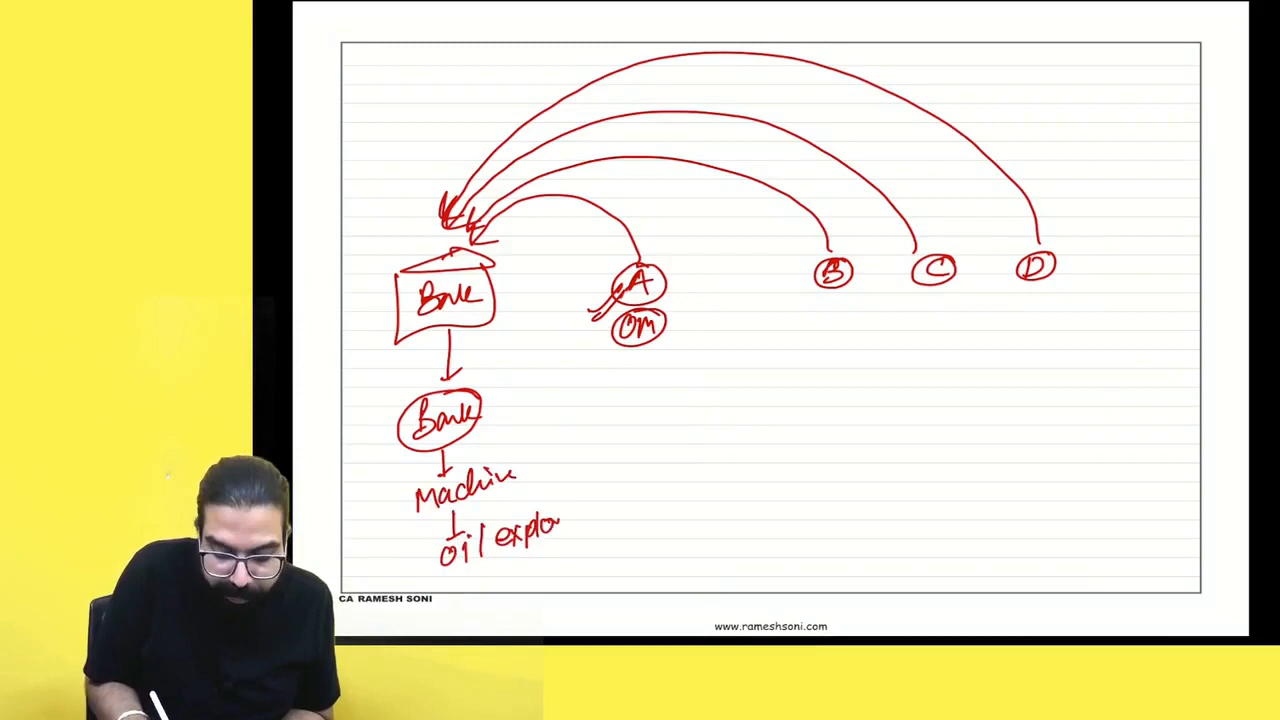 B
C
D
Bank
A
OM
Bank
Machine
Oil explo
CA RAMESH SONI
www.rameshsoni.com